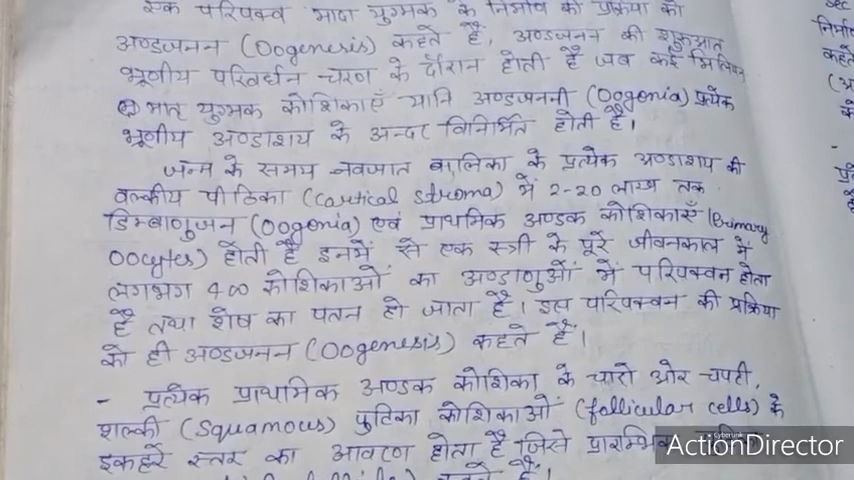 एक परिपक्व मादा युग्मक के निर्माण की प्रक्रिया को
अण्डजनन (Oogenesis) कहते हैं, अण्डजनन की शुरुआत
भ्रूणीय परिवर्धन चरण के दौरान होती है जब कई मिलियन
मातृ युग्मक कोशिकाएँ यानि अण्डजननी (Oogonia) प्रत्येक
भ्रूणीय अण्डाशय के अन्दर विनिर्मित होती हैं।
जन्म के समय नवजात बालिका के प्रत्येक अण्डाशय की
वल्कीय पीठिका (Cortical stroma) में 2-20 लाख तक
डिम्बाणुजन (Oogonia) एवं प्राथमिक अण्डक कोशिकाएँ (Primary
oocytes) होती हैं इनमें से एक स्त्री के पूरे जीवनकाल में
लगभग 400 कोशिकाओं का अण्डाणुओं में परिपक्वन होता
है तथा शेष का पतन हो जाता है। इस परिपक्वन की प्रक्रिया
को ही अण्डजनन (Oogenesis) कहते हैं।
- प्रत्येक प्राथमिक अण्डक कोशिका के चारो ओर चपटी,
शल्की (Squamous) पुटिका कोशिकाओं (follicular cells) के
इकहरे स्तर का आवरण होता है जिसे प्रारम्भिक
कहते हैं।
निर्माण
कहते
CyberLink
ActionDirector